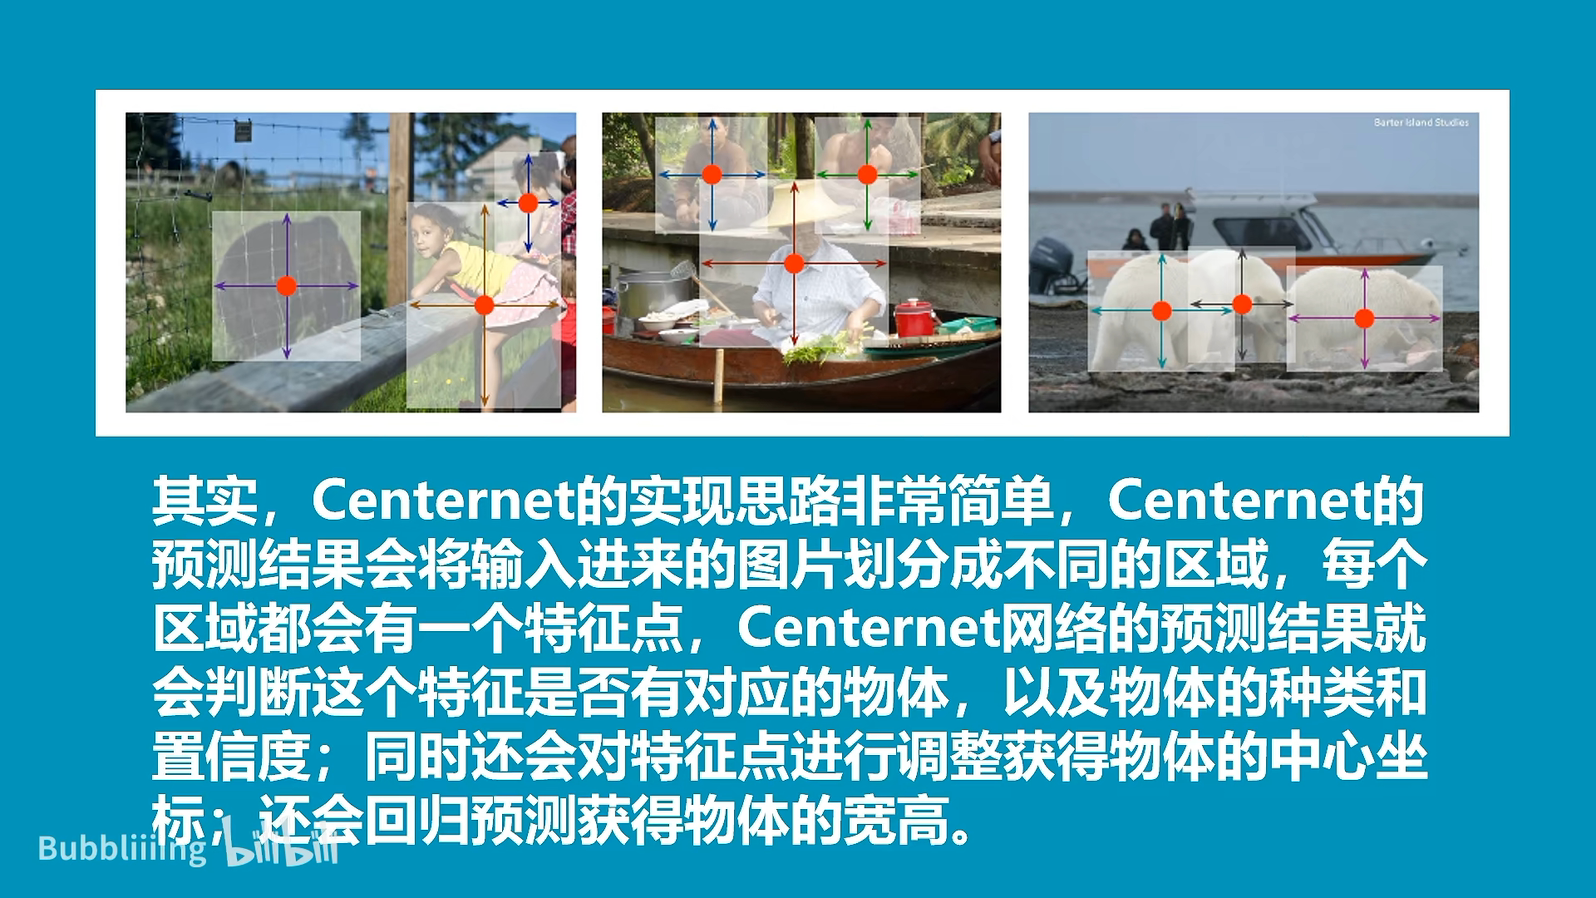 Barter Island Studies
其实，Centernet的实现思路非常简单，Centernet的
预测结果会将输入进来的图片划分成不同的区域，每个
区域都会有一个特征点，Centernet网络的预测结果就
会判断这个特征是否有对应的物体，以及物体的种类和
置信度；同时还会对特征点进行调整获得物体的中心坐
标；还会回归预测获得物体的宽高。
Bubbliiiing bilibili